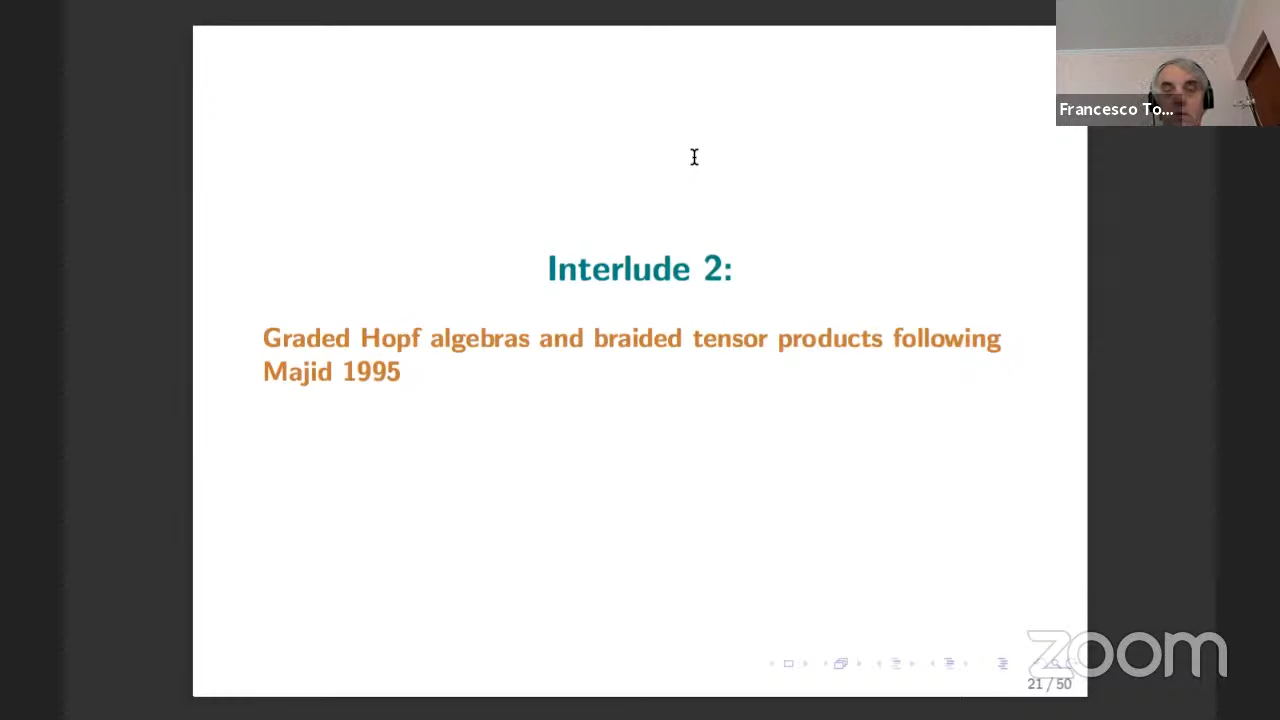 Francesco To...
Interlude 2:
Graded Hopf algebras and braided tensor products following
Majid 1995
zoom
21 / 50